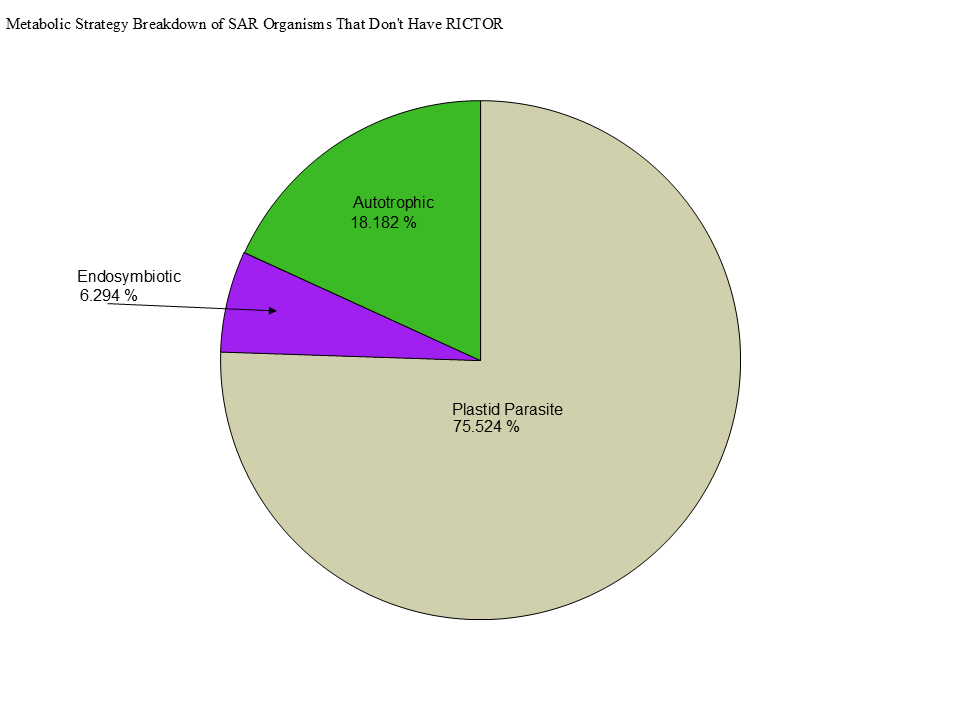 Metabolic Strategy Breakdown of SAR Organisms That Don't Have RICTOR
Autotrophic
18.182 %
Endosymbiotic
6.294 %
Plastid Parasite
75.524 %